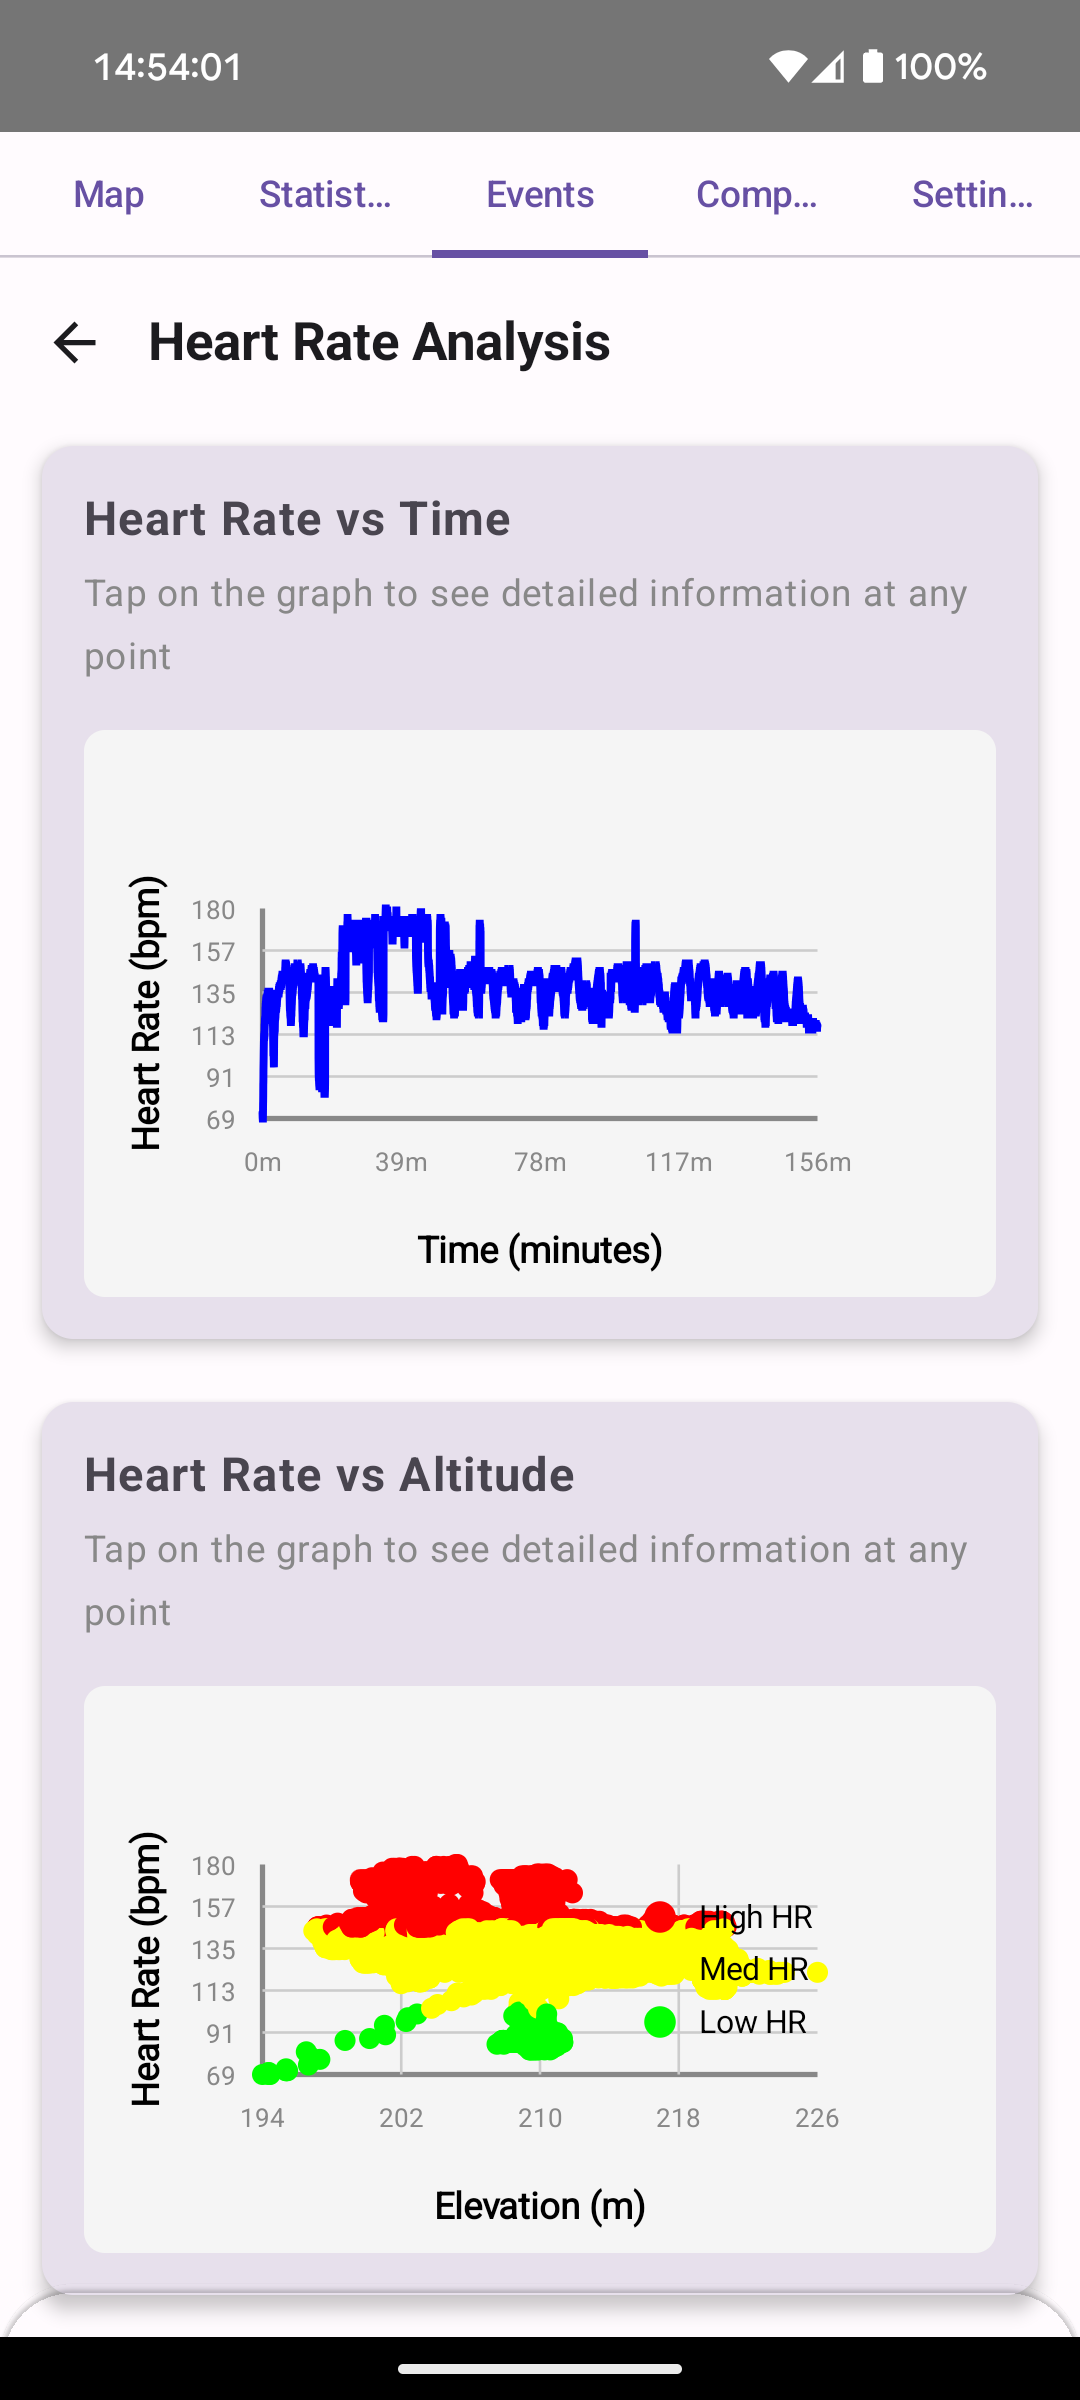 14:54:01
100%
Map
Statist...
Events
Comp...
Settin...
Heart Rate Analysis
Heart Rate vs Time
Tap on the graph to see detailed information at any
point
Heart Rate (bpm)
180
157
135
113
91
69
0m
39m
78m
117m
156m
Time (minutes)
Heart Rate vs Altitude
Tap on the graph to see detailed information at any
point
Heart Rate (bpm)
180
157
135
113
91
69
High HR
Med HR
Low HR
194
202
210
218
226
Elevation (m)